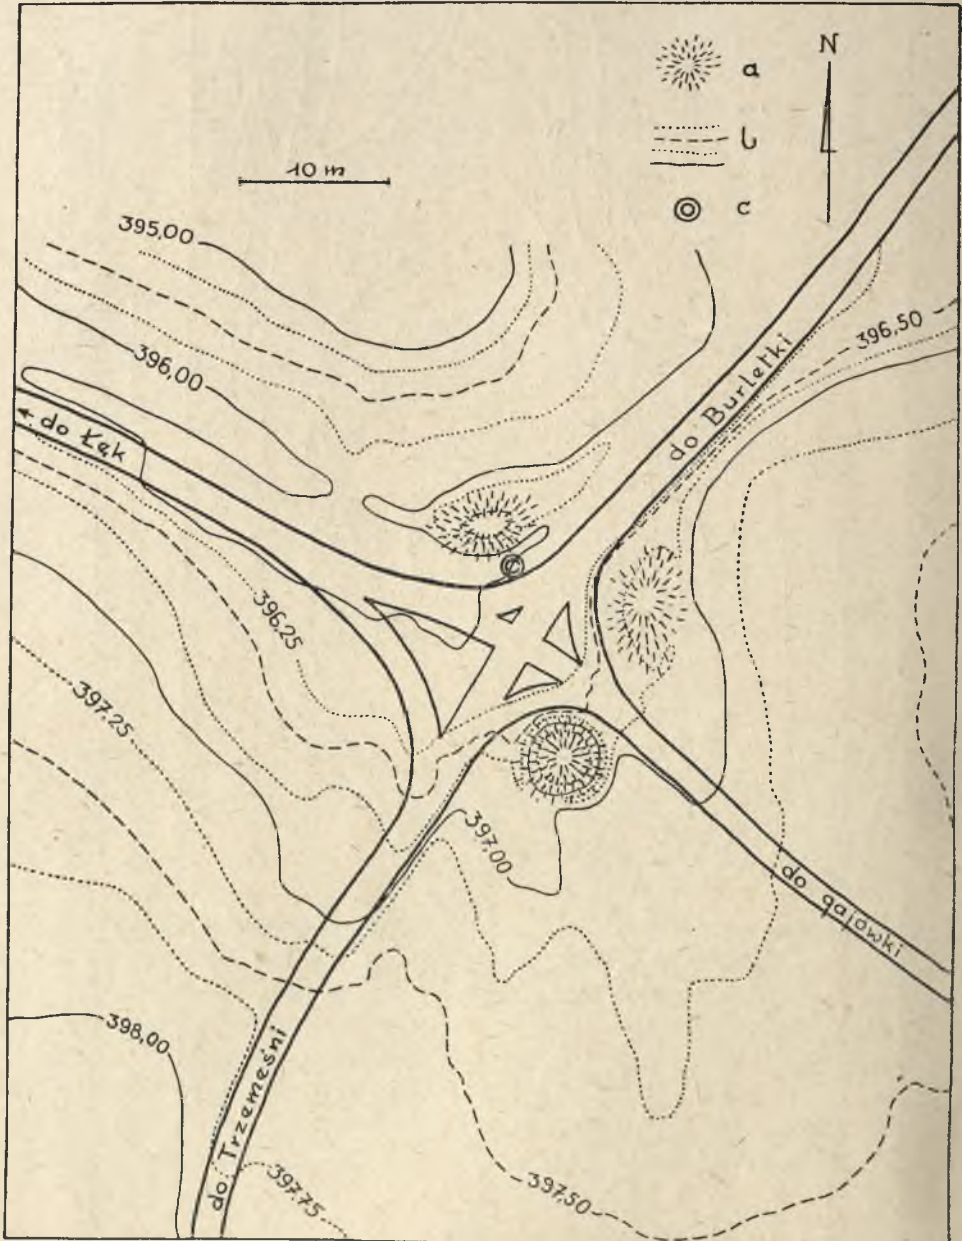 a
N
b
10 m
c
395,00
396,50
do Burletki
396,00
← do Łąk
396,25
397,25
397,00
do gajówki
398,00
do Trzemeśni
397,75
397,50